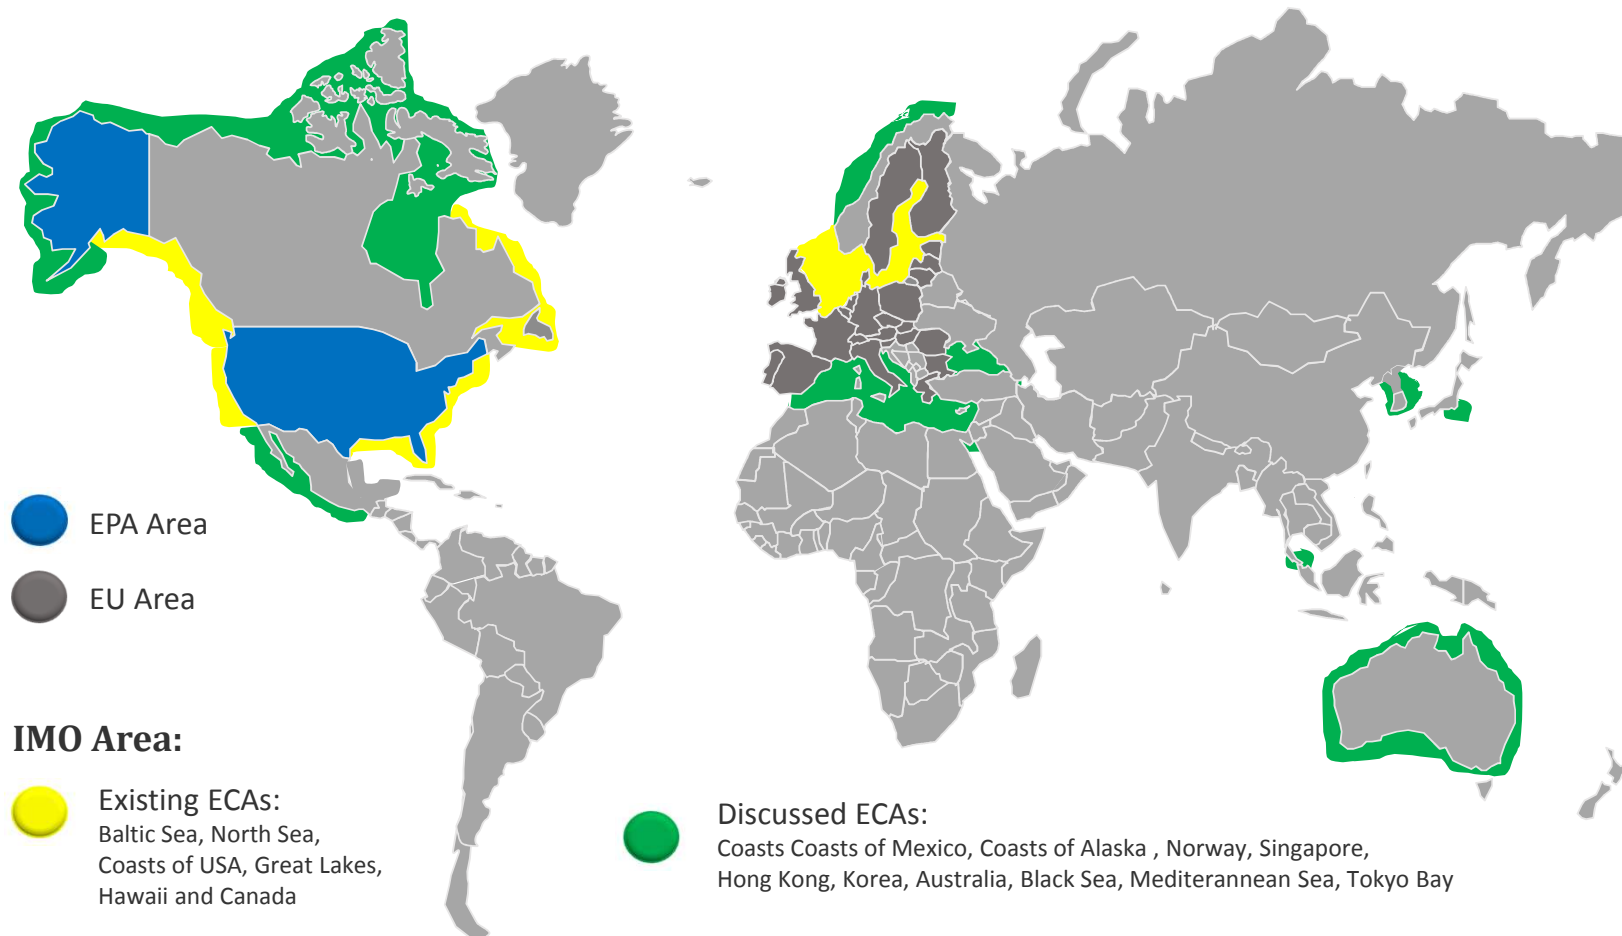 EPA Area
EU Area
IMO Area:
Existing ECAs:
Baltic Sea, North Sea,
Coasts of USA, Great Lakes,
Hawaii and Canada
Discussed ECAs:
Coasts Coasts of Mexico, Coasts of Alaska , Norway, Singapore,
Hong Kong, Korea, Australia, Black Sea, Mediterannean Sea, Tokyo Bay